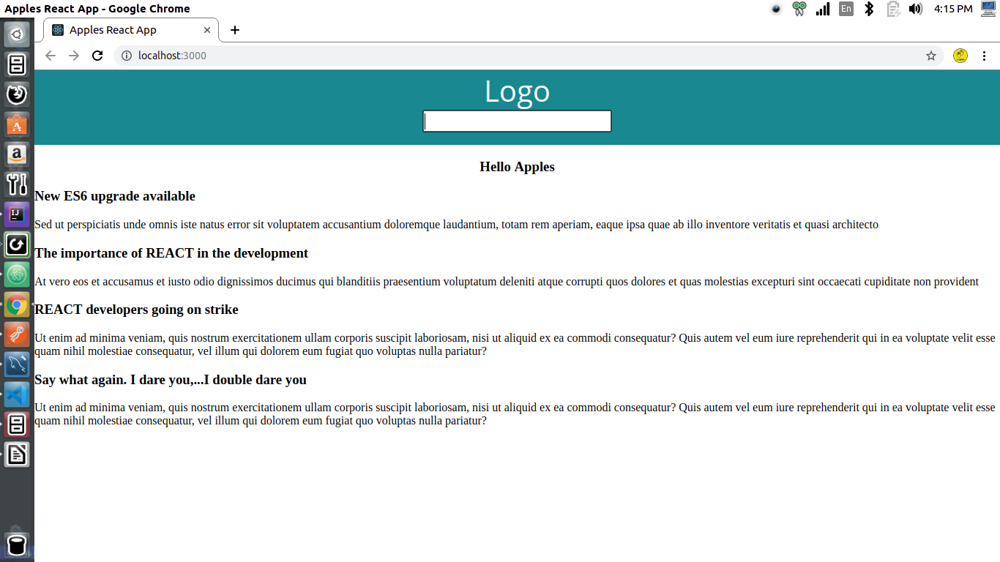 Apples React App - Google Chrome
En
4:15 PM
Apples React App
localhost:3000
Logo
Hello Apples
New ES6 upgrade available
Sed ut perspiciatis unde omnis iste natus error sit voluptatem accusantium doloremque laudantium, totam rem aperiam, eaque ipsa quae ab illo inventore veritatis et quasi architecto
The importance of REACT in the development
At vero eos et accusamus et iusto odio dignissimos ducimus qui blanditiis praesentium voluptatum deleniti atque corrupti quos dolores et quas molestias excepturi sint occaecati cupiditate non provident
REACT developers going on strike
Ut enim ad minima veniam, quis nostrum exercitationem ullam corporis suscipit laboriosam, nisi ut aliquid ex ea commodi consequatur? Quis autem vel eum iure reprehenderit qui in ea voluptate velit esse
quam nihil molestiae consequatur, vel illum qui dolorem eum fugiat quo voluptas nulla pariatur?
Say what again. I dare you,...I double dare you
Ut enim ad minima veniam, quis nostrum exercitationem ullam corporis suscipit laboriosam, nisi ut aliquid ex ea commodi consequatur? Quis autem vel eum iure reprehenderit qui in ea voluptate velit esse
quam nihil molestiae consequatur, vel illum qui dolorem eum fugiat quo voluptas nulla pariatur?
A
a
IJ